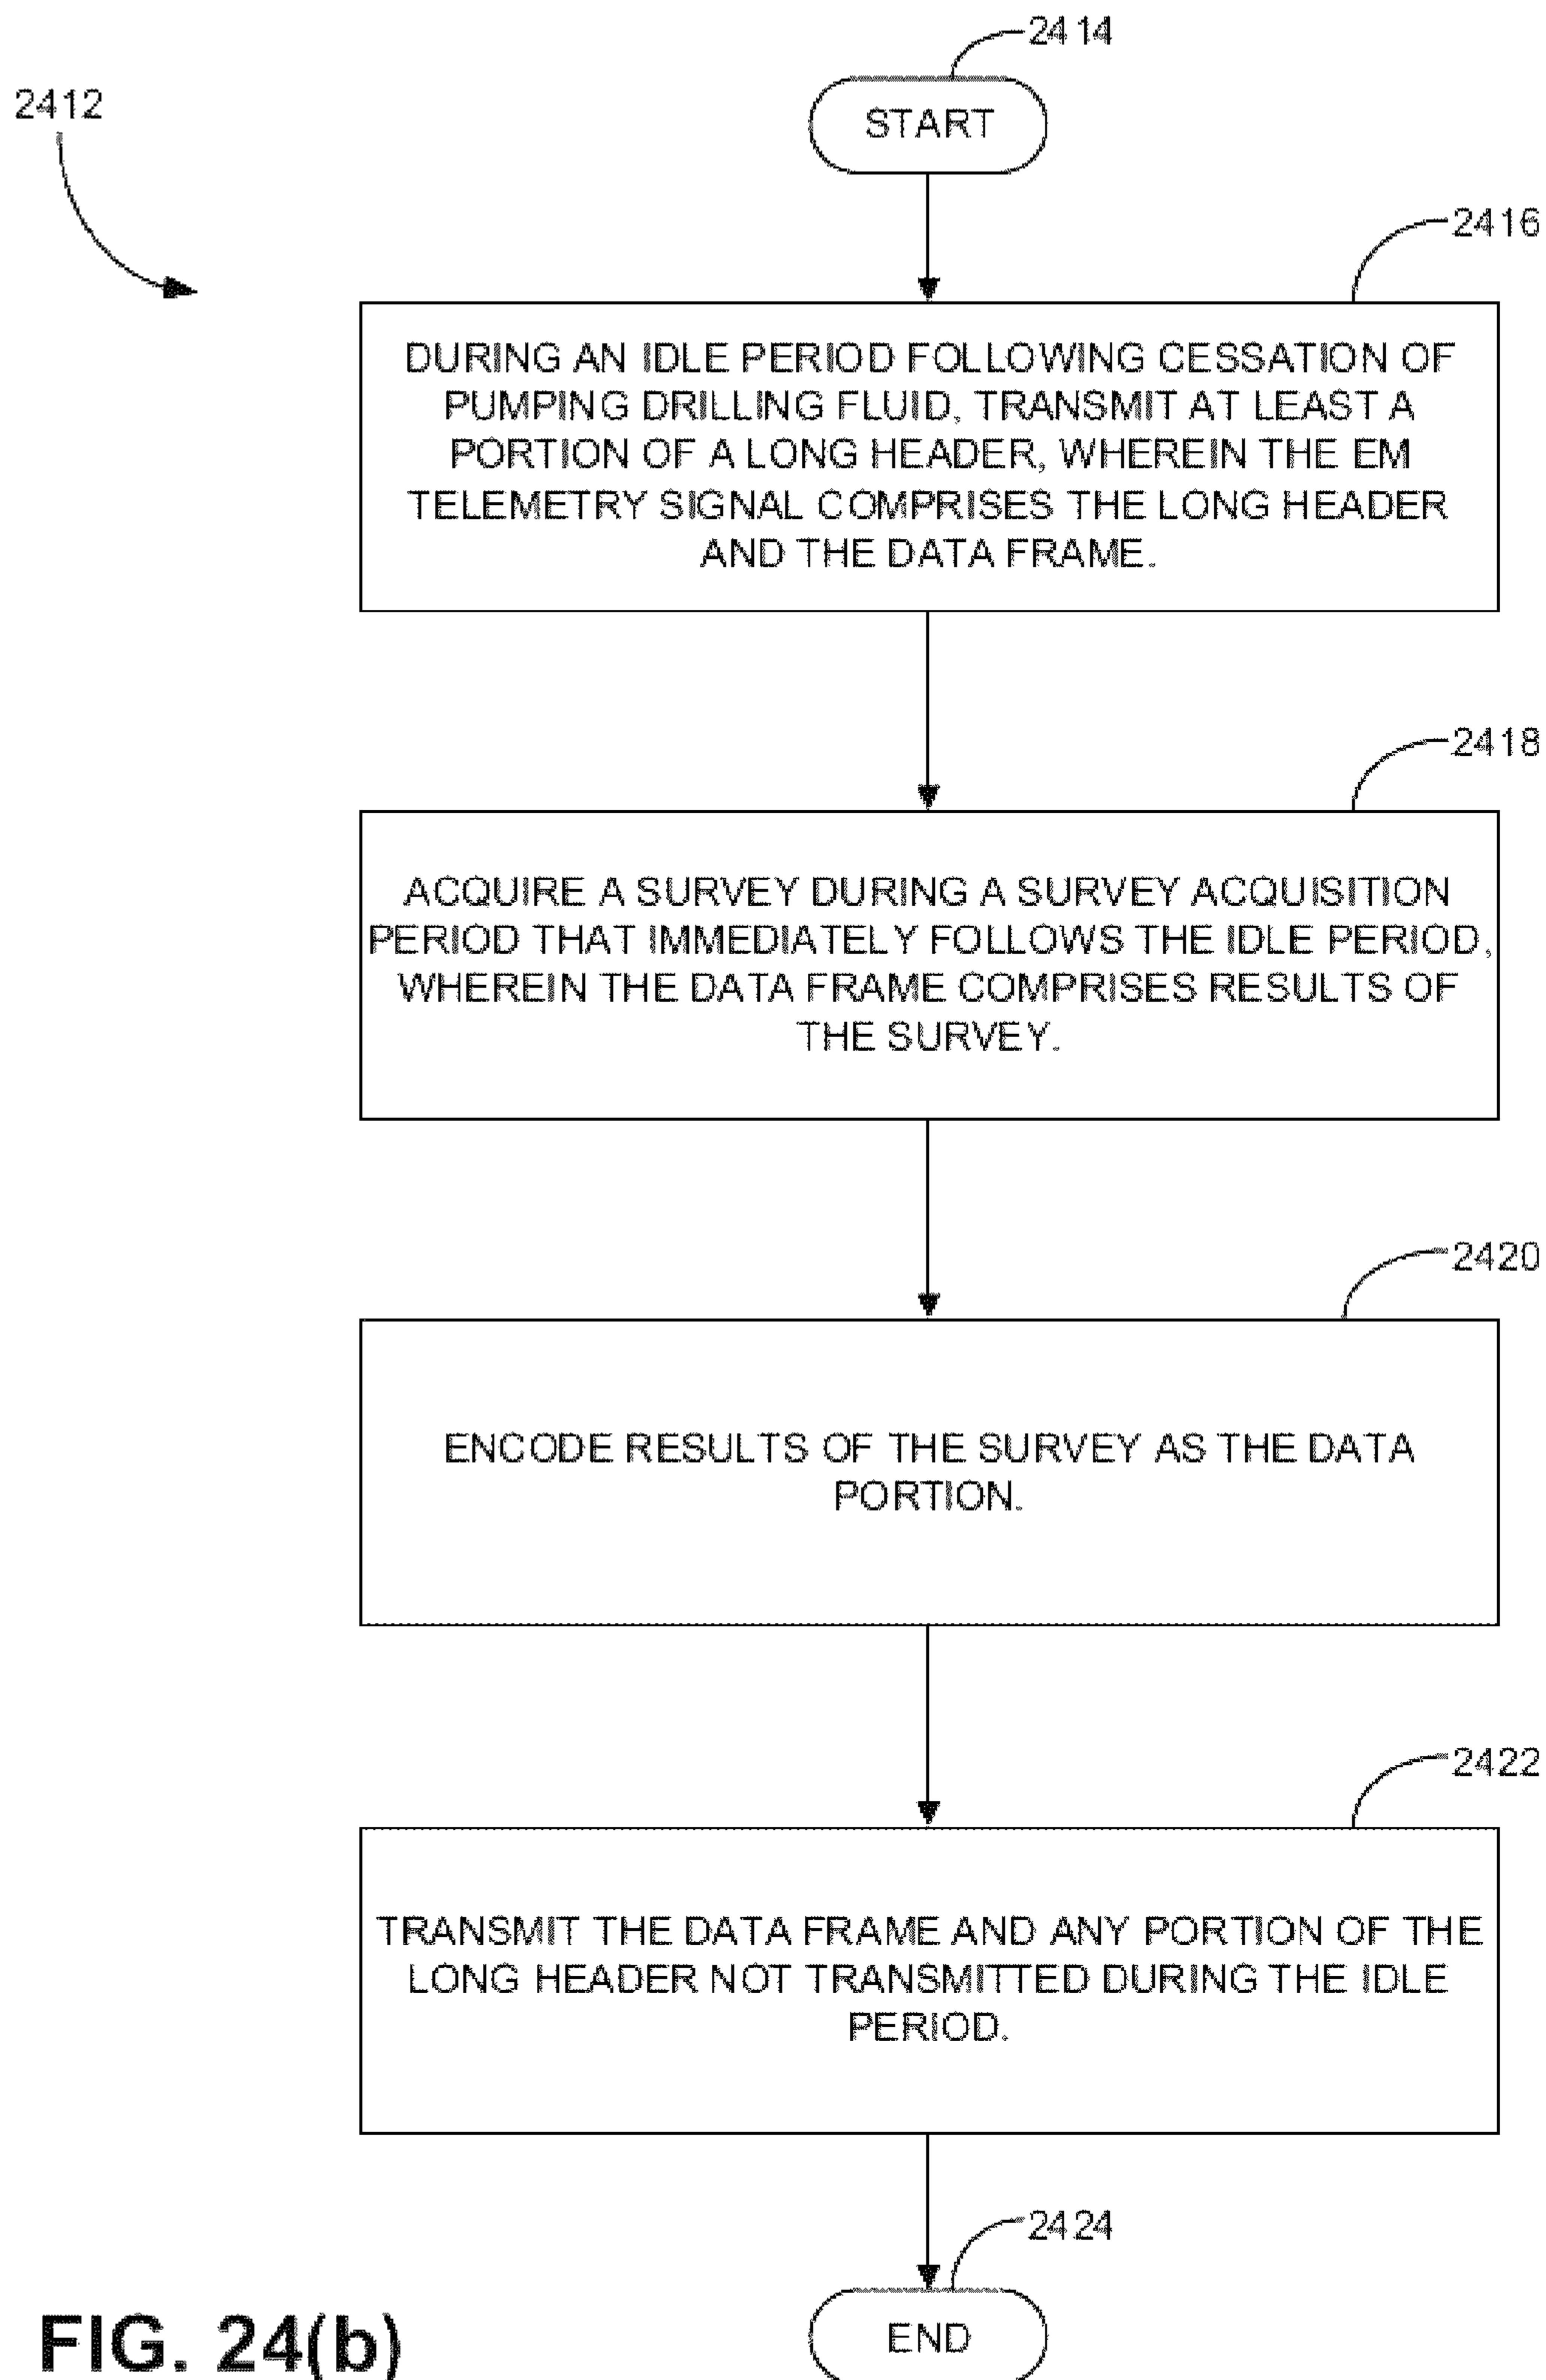 2414
2412
START
2416
DURING AN IDLE PERIOD FOLLOWING CESSATION OF
PUMPING DRILLING FLUID, TRANSMIT AT LEAST A
PORTION OF A LONG HEADER, WHEREIN THE EM
TELEMETRY SIGNAL COMPRISES THE LONG HEADER
AND THE DATA FRAME.
2418
ACQUIRE A SURVEY DURING A SURVEY ACQUISITION
PERIOD THAT IMMEDIATELY FOLLOWS THE IDLE PERIOD,
WHEREIN THE DATA FRAME COMPRISES RESULTS OF
THE SURVEY.
2420
ENCODE RESULTS OF THE SURVEY AS THE DATA
PORTION.
2422
TRANSMIT THE DATA FRAME AND ANY PORTION OF THE
LONG HEADER NOT TRANSMITTED DURING THE IDLE
PERIOD.
2424
END
FIG. 24(b)